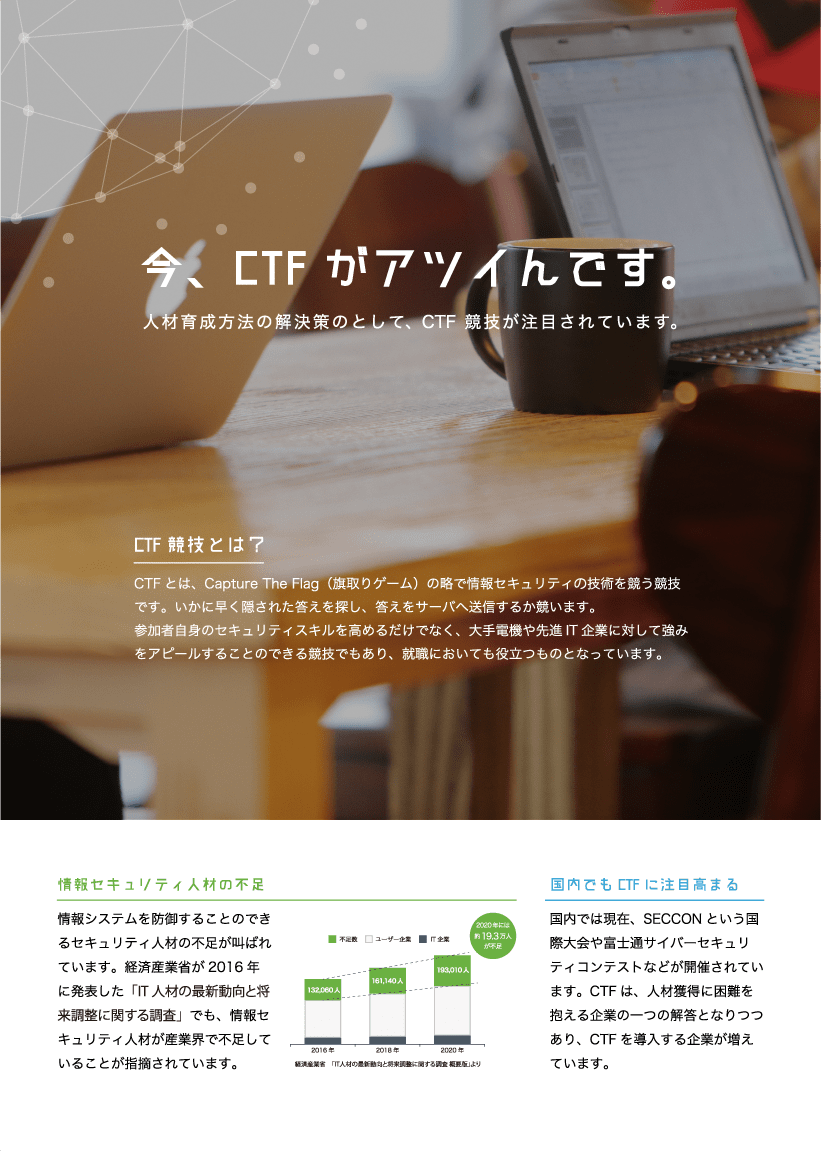 今、CTF がアツイんです。
人材育成方法の解決策のとして、CTF 競技が注目されています。
CTF 競技とは?
CTF とは、Capture The Flag（旗取りゲーム）の略で情報セキュリティの技術を競う競技
です。いかに早く隠された答えを探し、答えをサーバへ送信するか競います。
参加者自身のセキュリティスキルを高めるだけでなく、大手電機や先進 IT 企業に対して強み
をアピールすることのできる競技でもあり、就職においても役立つものとなっています。
情報セキュリティ人材の不足
情報システムを防御することのでき
るセキュリティ人材の不足が叫ばれ
ています。経済産業省が 2016 年
に発表した「IT 人材の最新動向と将
来調整に関する調査」でも、情報セ
キュリティ人材が産業界で不足して
いることが指摘されています。
不足数 ユーザー企業 IT 企業
2020 年には
約 19.3 万人
が不足
132,060 人
161,140 人
193,010 人
2016 年 2018 年 2020 年
経済産業省 「IT人材の最新動向と将来調整に関する調査 概要版」より
国内でも CTF に注目高まる
国内では現在、SECCON という国
際大会や富士通サイバーセキュリ
ティコンテストなどが開催されてい
ます。CTF は、人材獲得に困難を
抱える企業の一つの解答となりつつ
あり、CTF を導入する企業が増え
ています。